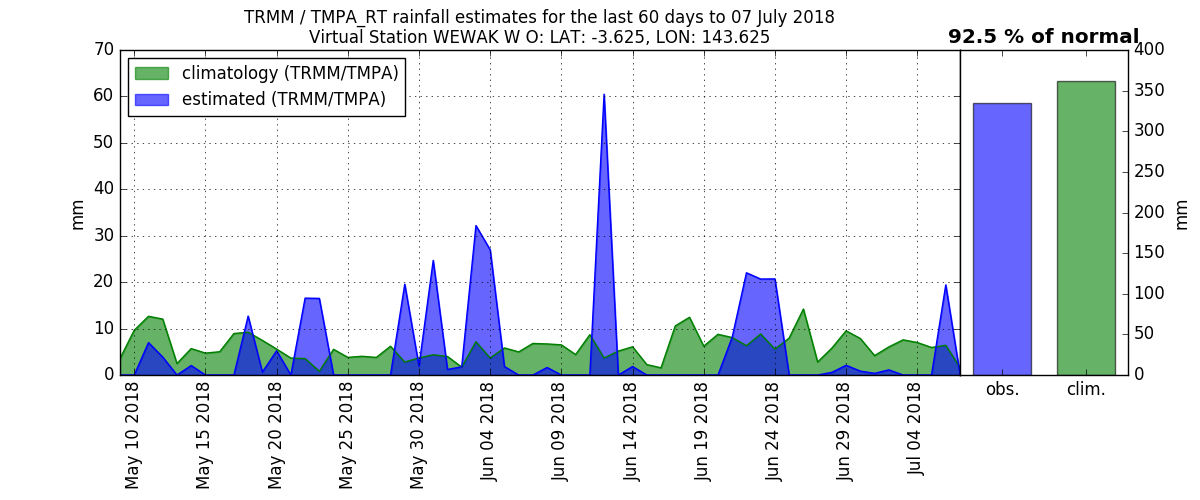 TRMM / TMPA_RT rainfall estimates for the last 60 days to 07 July 2018
Virtual Station WEWAK W O: LAT: -3.625, LON: 143.625
92.5 % of normal
climatology (TRMM/TMPA)
estimated (TRMM/TMPA)
70
60
50
40
30
20
10
0
mm
May 10 2018
May 15 2018
May 20 2018
May 25 2018
May 30 2018
Jun 04 2018
Jun 09 2018
Jun 14 2018
Jun 19 2018
Jun 24 2018
Jun 29 2018
Jul 04 2018
obs.
clim.
400
350
300
250
200
150
100
50
0
mm